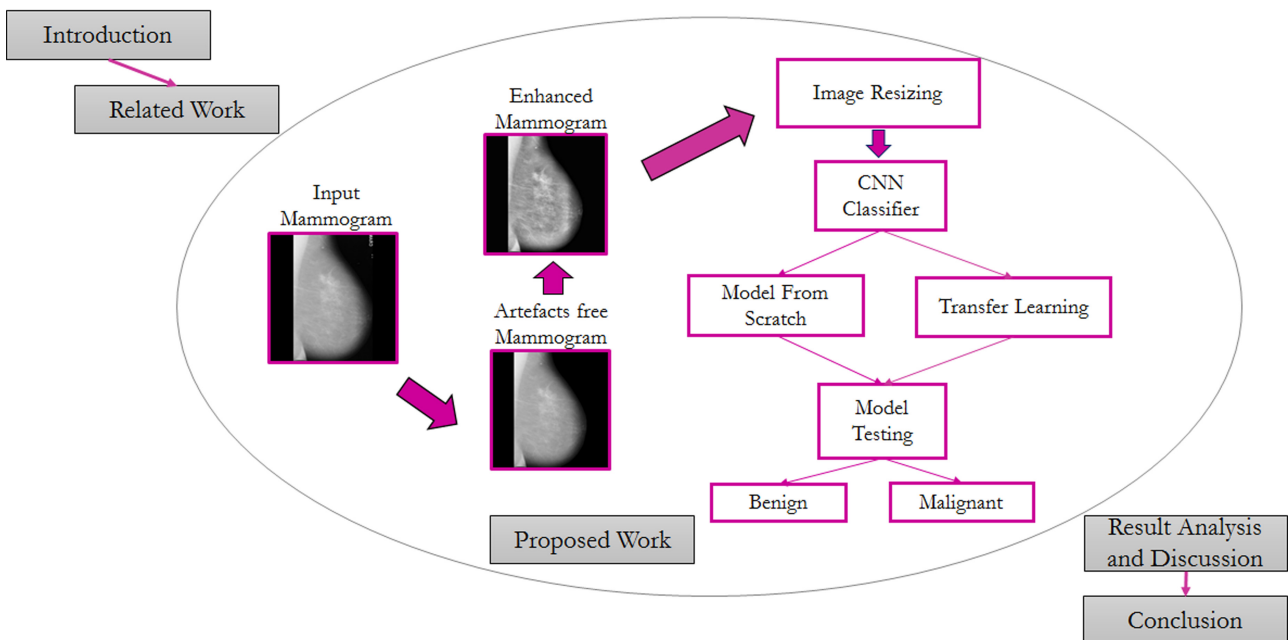 Introduction
Related Work
Input
Mammogram
Artefacts free
Mammogram
Enhanced
Mammogram
Image Resizing
CNN
Classifier
Model From
Scratch
Transfer Learning
Model
Testing
Benign
Malignant
Proposed Work
Result Analysis
and Discussion
Conclusion